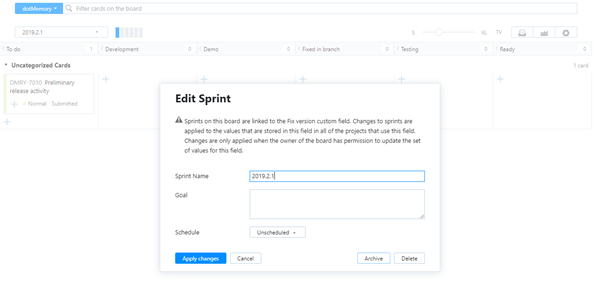 dotMemory
Filter cards on the board
2019.2.1
S
XL
TV
To do
1
Development
0
Demo
0
Fixed in branch
0
Testing
0
Ready
0
Uncategorized Cards
1 card
DMRY-7010 Preliminary
release activity
Normal Submitted
Edit Sprint
Sprints on this board are linked to the Fix version custom field. Changes to sprints are
applied to the values that are stored in this field in all of the projects that use this field.
Changes are only applied when the owner of the board has permission to update the set
of values for this field.
Sprint Name
2019.2.1
Goal
Schedule
Unscheduled
Apply changes
Cancel
Archive
Delete